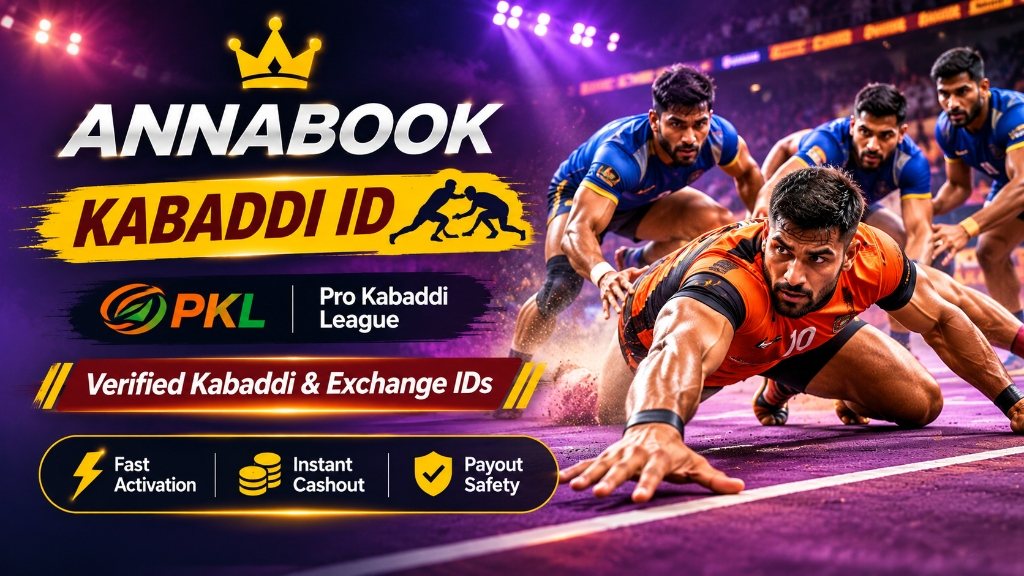 ANNABOOK
KABADDI ID
PKL
Pro Kabaddi
League
Verified Kabaddi & Exchange IDs
Fast
Activation
Instant
Cashout
Payout
Safety
10